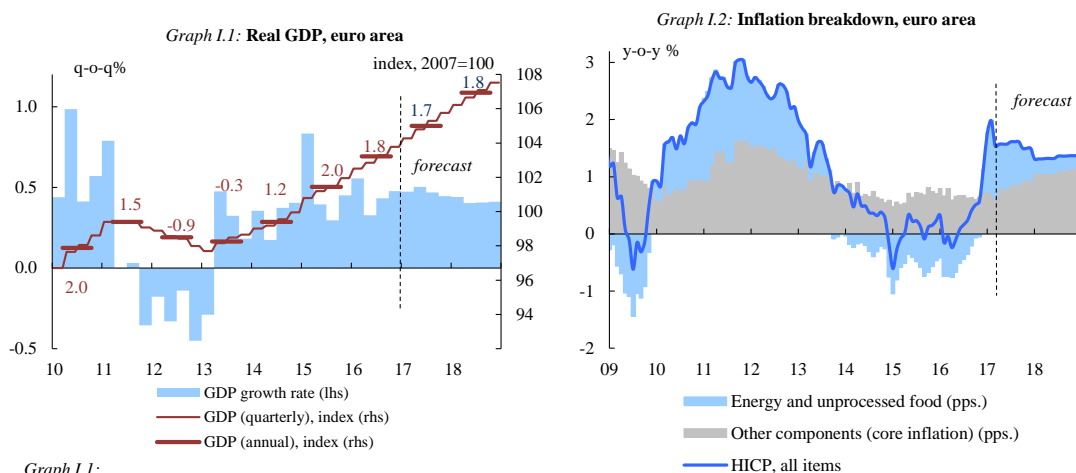 Graph I.1: Real GDP, euro area
q-o-q%
index, 2007=100
1.0
0.5
0.0
-0.5
108
106
104
102
100
98
96
94
2.0
1.5
-0.9
-0.3
1.2
2.0
1.8
1.7
1.8
forecast
10 11 12 13 14 15 16 17 18
GDP growth rate (lhs)
GDP (quarterly), index (rhs)
GDP (annual), index (rhs)
Graph I.1:
Graph I.2: Inflation breakdown, euro area
y-o-y %
3
2
1
0
-1
-2
forecast
09 10 11 12 13 14 15 16 17 18
Energy and unprocessed food (pps.)
Other components (core inflation) (pps.)
HICP, all items